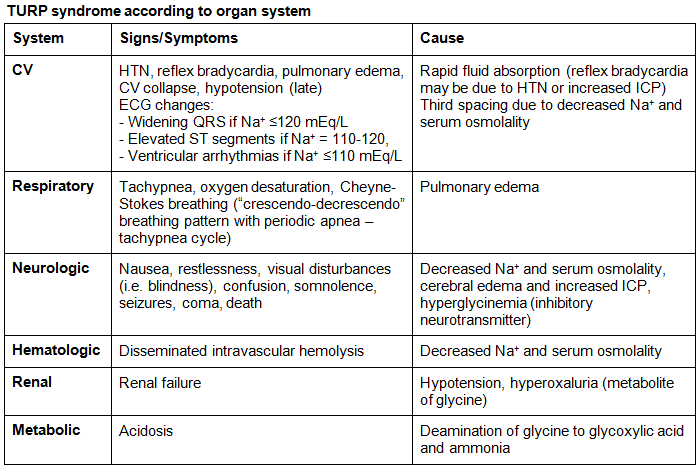 TURP syndrome according to organ system
System Signs/Symptoms Cause
CV HTN, reflex bradycardia, pulmonary edema, Rapid fluid absorption (reflex bradycardia
CV collapse, hypotension (late) may be due to HTN or increased ICP)
ECG changes: Third spacing due to decreased Na⁺ and
- Widening QRS if Na⁺ ≤120 mEq/L serum osmolality
- Elevated ST segments if Na⁺ = 110-120,
- Ventricular arrhythmias if Na⁺ ≤110 mEq/L
Respiratory Tachypnea, oxygen desaturation, Cheyne- Pulmonary edema
Stokes breathing (“crescendo-decrescendo”
breathing pattern with periodic apnea –
tachypnea cycle)
Neurologic Nausea, restlessness, visual disturbances Decreased Na⁺ and serum osmolality,
(i.e. blindness), confusion, somnolence, cerebral edema and increased ICP,
seizures, coma, death hyperglycinemia (inhibitory
neurotransmitter)
Hematologic Disseminated intravascular hemolysis Decreased Na⁺ and serum osmolality
Renal Renal failure Hypotension, hyperoxaluria (metabolite
of glycine)
Metabolic Acidosis Deamination of glycine to glycoxylic acid
and ammonia